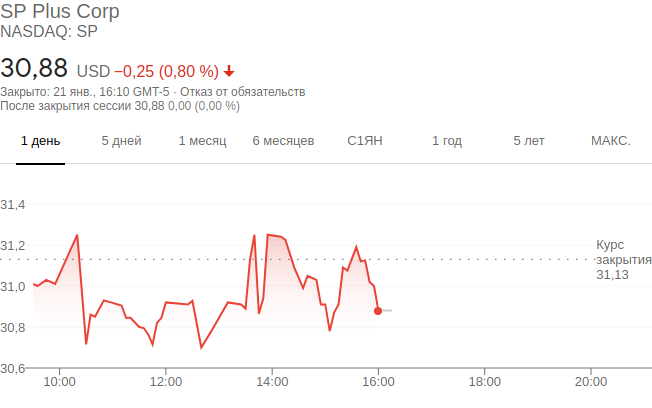 SP Plus Corp
NASDAQ: SP
30,88 USD −0,25 (0,80 %)
Закрыто: 21 янв., 16:10 GMT-5 · Отказ от обязательств
После закрытия сессии 30,88 0,00 (0,00 %)
1 день 5 дней 1 месяц 6 месяцев С1ЯН 1 год 5 лет МАКС.
31,4
31,2
31,0
30,8
30,6
Курс
закрытия
31,13
10:00 12:00 14:00 16:00 18:00 20:00